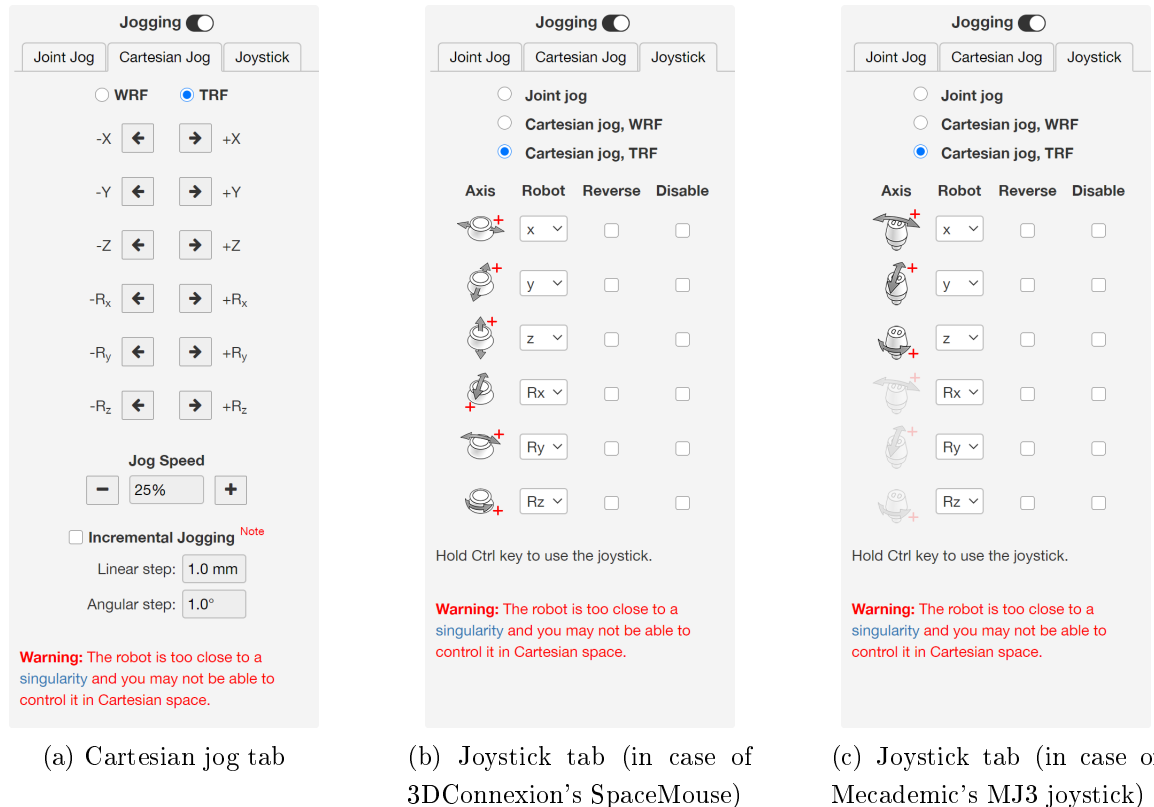 Jogging
Joint Jog Cartesian Jog Joystick
WRF TRF
-X +X
-Y +Y
-Z +Z
-Rx +Rx
-Ry +Ry
-Rz +Rz
Jog Speed
25%
Incremental Jogging Note
Linear step: 1.0 mm
Angular step: 1.0°
Warning: The robot is too close to a
singularity and you may not be able to
control it in Cartesian space.
(a) Cartesian jog tab
Jogging
Joint Jog Cartesian Jog Joystick
Joint jog
Cartesian jog, WRF
Cartesian jog, TRF
Axis Robot Reverse Disable
x
y
z
Rx
Ry
Rz
Hold Ctrl key to use the joystick.
Warning: The robot is too close to a
singularity and you may not be able to
control it in Cartesian space.
(b) Joystick tab (in case of
3DConnexion's SpaceMouse)
Jogging
Joint Jog Cartesian Jog Joystick
Joint jog
Cartesian jog, WRF
Cartesian jog, TRF
Axis Robot Reverse Disable
x
y
z
Rx
Ry
Rz
Hold Ctrl key to use the joystick.
Warning: The robot is too close to a
singularity and you may not be able to
control it in Cartesian space.
(c) Joystick tab (in case
Mecademic's MJ3 joystick)